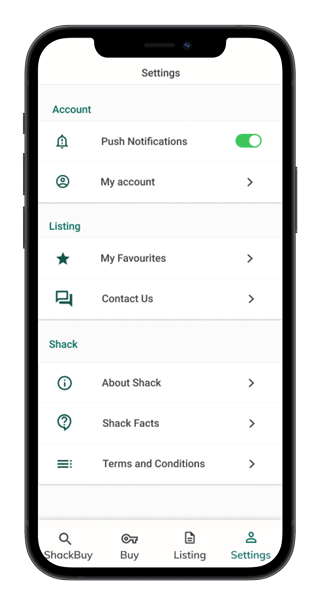 Settings
Account
Push Notifications
My account
Listing
My Favourites
Contact Us
Shack
About Shack
Shack Facts
Terms and Conditions
ShackBuy Buy Listing Settings